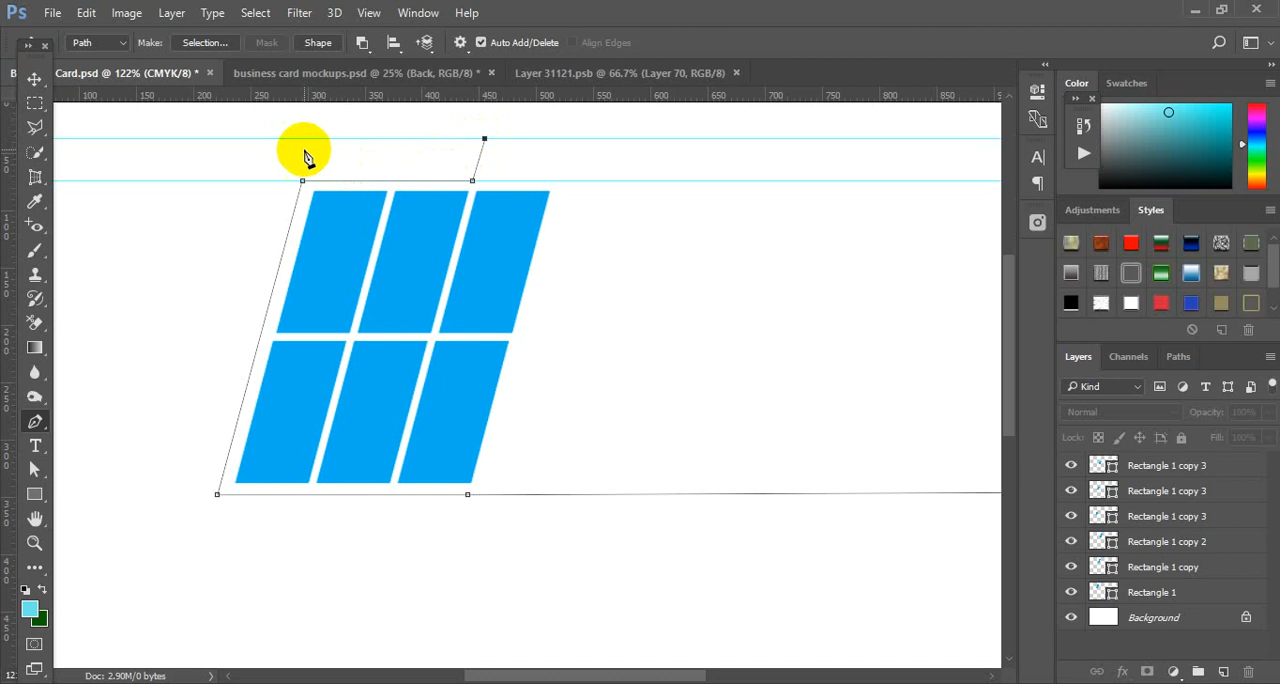 Ps File Edit Image Layer Type Select Filter 3D View Window Help
Path Make: Selection... Mask Shape Auto Add/Delete Align Edges
Card.psd @ 122% (CMYK/8) * × business card mockups.psd @ 25% (Back, RGB/8) * × Layer 31121.psb @ 66.7% (Layer 70, RGB/8) ×
100 150 200 250 300 350 400 450 500 550 600 650 700 750 800 850 900
Color Swatches
Adjustments Styles
Layers Channels Paths
Kind
Normal Opacity: 100%
Lock: Fill: 100%
Rectangle 1 copy 3
Rectangle 1 copy 3
Rectangle 1 copy 3
Rectangle 1 copy 2
Rectangle 1 copy
Rectangle 1
Background
Doc: 2.90M/0 bytes